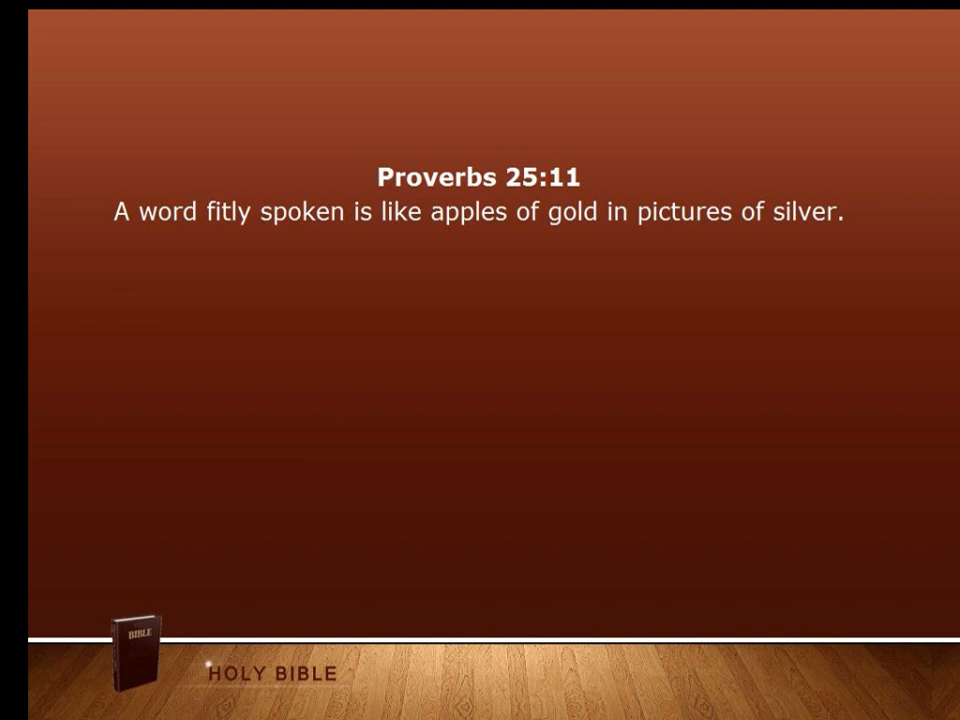 Proverbs 25:11
A word fitly spoken is like apples of gold in pictures of silver.
BIBLE
HOLY BIBLE